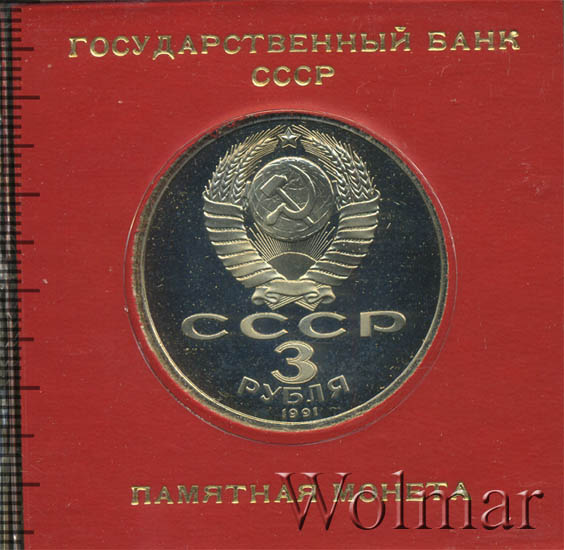 ГОСУДАРСТВЕННЫЙ БАНК
СССР
СССР
3
РУБЛЯ
1991
ПАМЯТНАЯ МОНЕТА
Wolmar